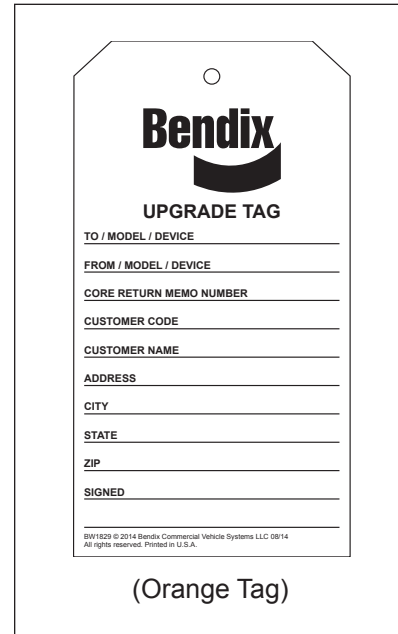 Bendix
UPGRADE TAG
TO / MODEL / DEVICE
FROM / MODEL / DEVICE
CORE RETURN MEMO NUMBER
CUSTOMER CODE
CUSTOMER NAME
ADDRESS
CITY
STATE
ZIP
SIGNED
BW1829 © 2014 Bendix Commercial Vehicle Systems LLC 08/14
All rights reserved. Printed in U.S.A.
(Orange Tag)